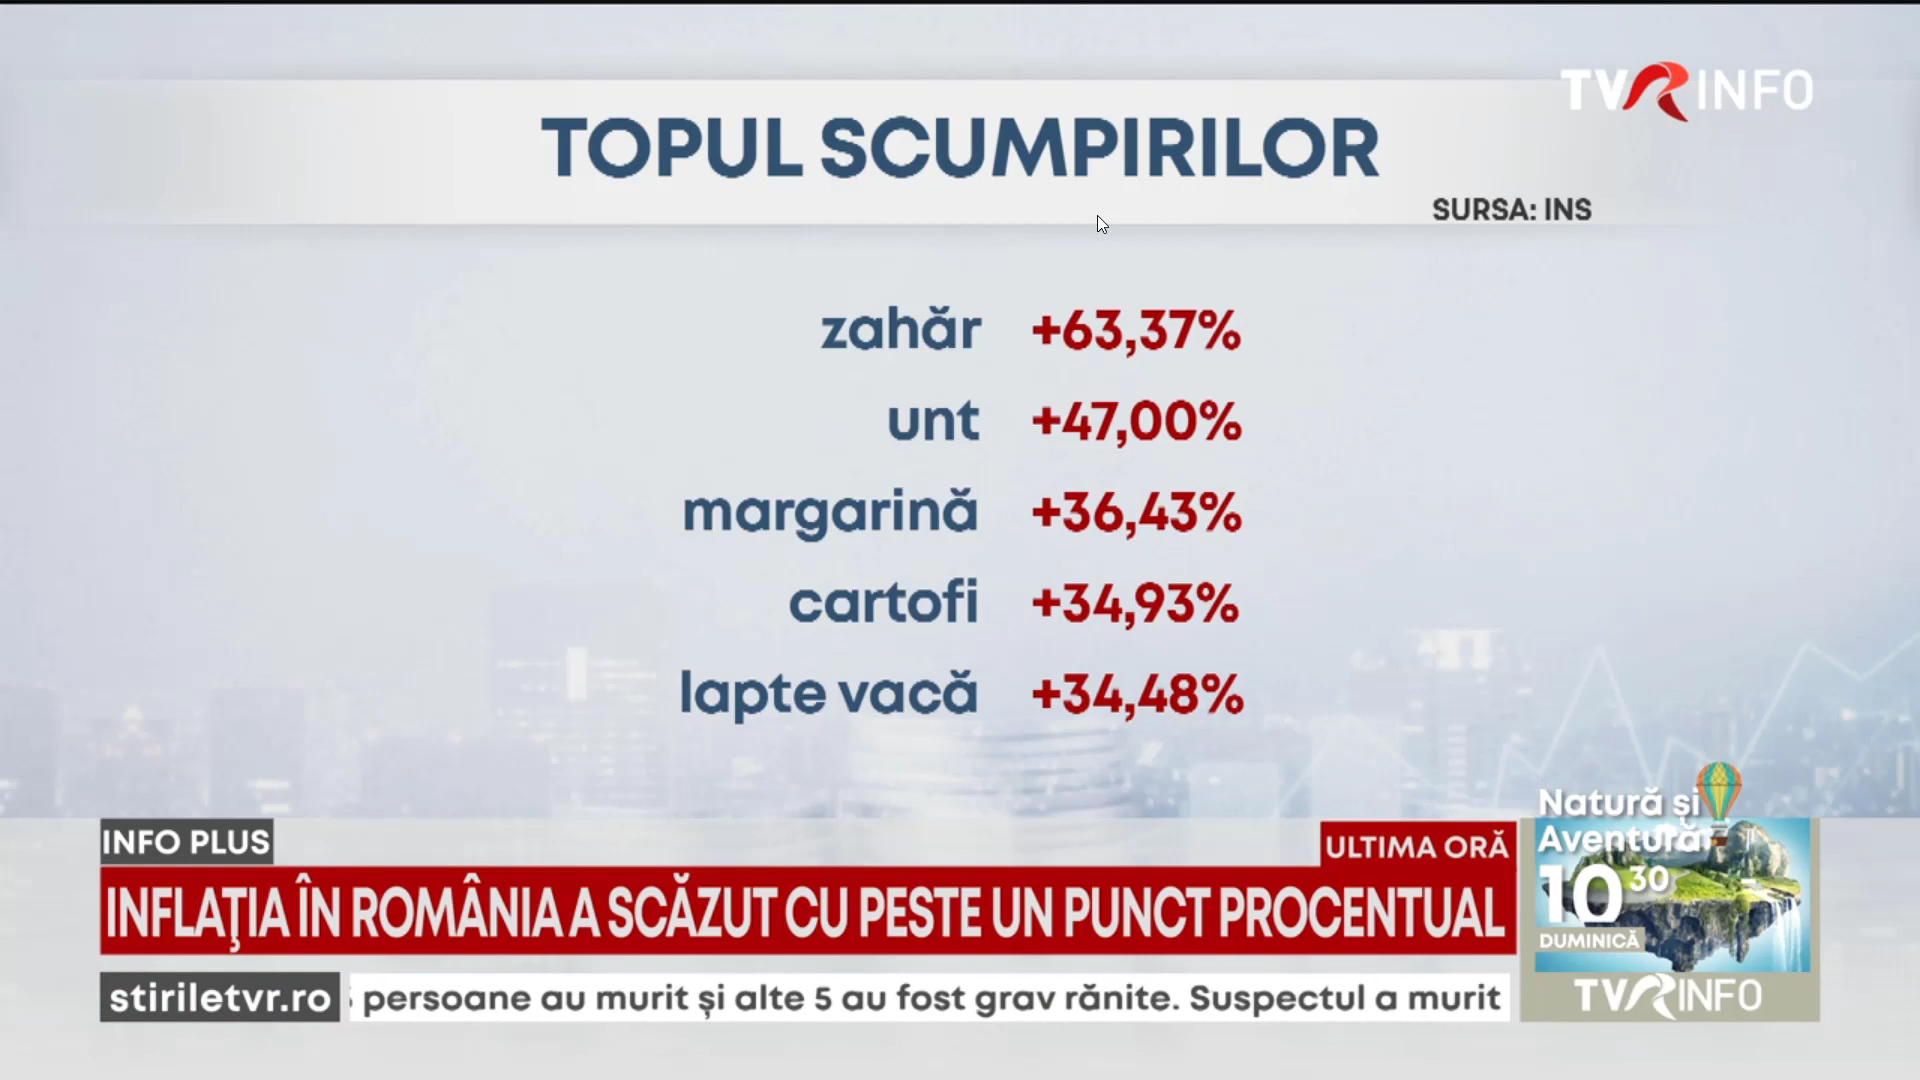 TVR INFO
TOPUL SCUMPIRILOR
SURSA: INS
zahăr +63,37%
unt +47,00%
margarină +36,43%
cartofi +34,93%
lapte vacă +34,48%
INFO PLUS
ULTIMA ORĂ
INFLAŢIA ÎN ROMÂNIA A SCĂZUT CU PESTE UN PUNCT PROCENTUAL
stiriletvr.ro
persoane au murit și alte 5 au fost grav rănite. Suspectul a murit
Natură și
Aventură
10 30
DUMINICĂ
TVR INFO